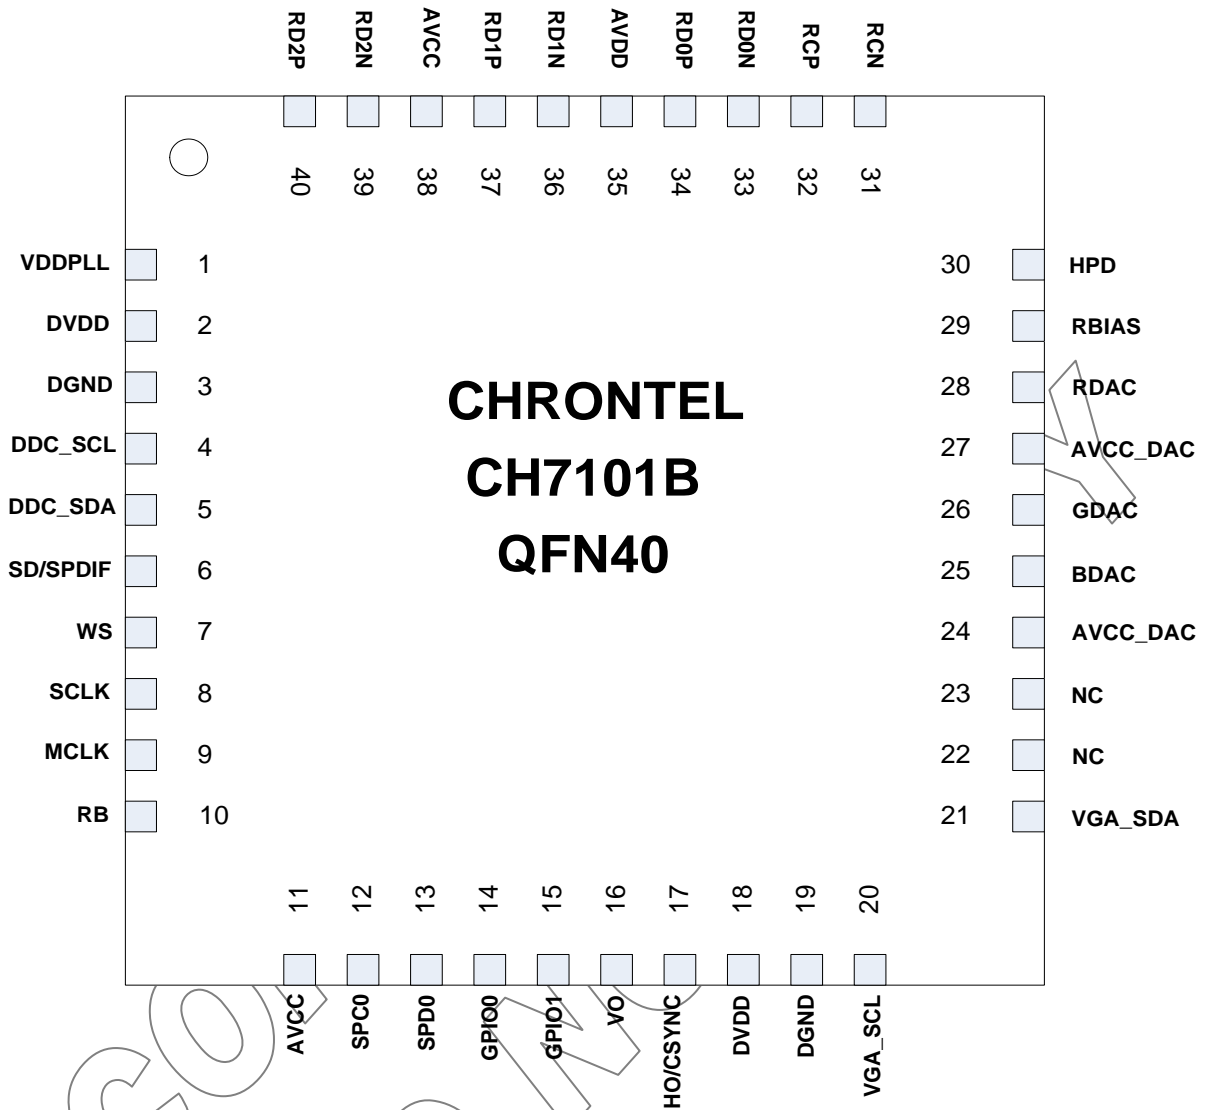 RD2P
RD2N
AVCC
RD1P
RD1N
AVDD
RD0P
RD0N
RCP
RCN
40
39
38
37
36
35
34
33
32
31
VDDPLL 1
DVDD 2
DGND 3
DDC_SCL 4
DDC_SDA 5
SD/SPDIF 6
WS 7
SCLK 8
MCLK 9
RB 10
CHRONTEL
CH7101B
QFN40
30 HPD
29 RBIAS
28 RDAC
27 AVCC_DAC
26 GDAC
25 BDAC
24 AVCC_DAC
23 NC
22 NC
21 VGA_SDA
11
12
13
14
15
16
17
18
19
20
AVCC
SPC0
SPD0
GPIO0
GPIO1
VO
HO/CSYNC
DVDD
DGND
VGA_SCL